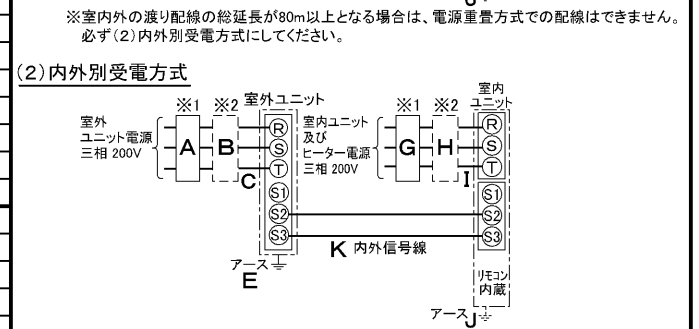 ※室内外の渡り配線の総延長が80m以上となる場合は、電源重畳方式での配線はできません。
必ず(2)内外別受電方式にしてください。
(2)内外別受電方式
※1 ※2 室外ユニット
室外
ユニット電源
三相 200V
A
B
C
R
S
T
S1
S2
S3
アース
E
※1 ※2
室内
ユニット
室内ユニット
及び
ヒーター電源
三相 200V
G
H
I
R
S
T
S1
S2
S3
K 内外信号線
リモコン
内蔵
アース J